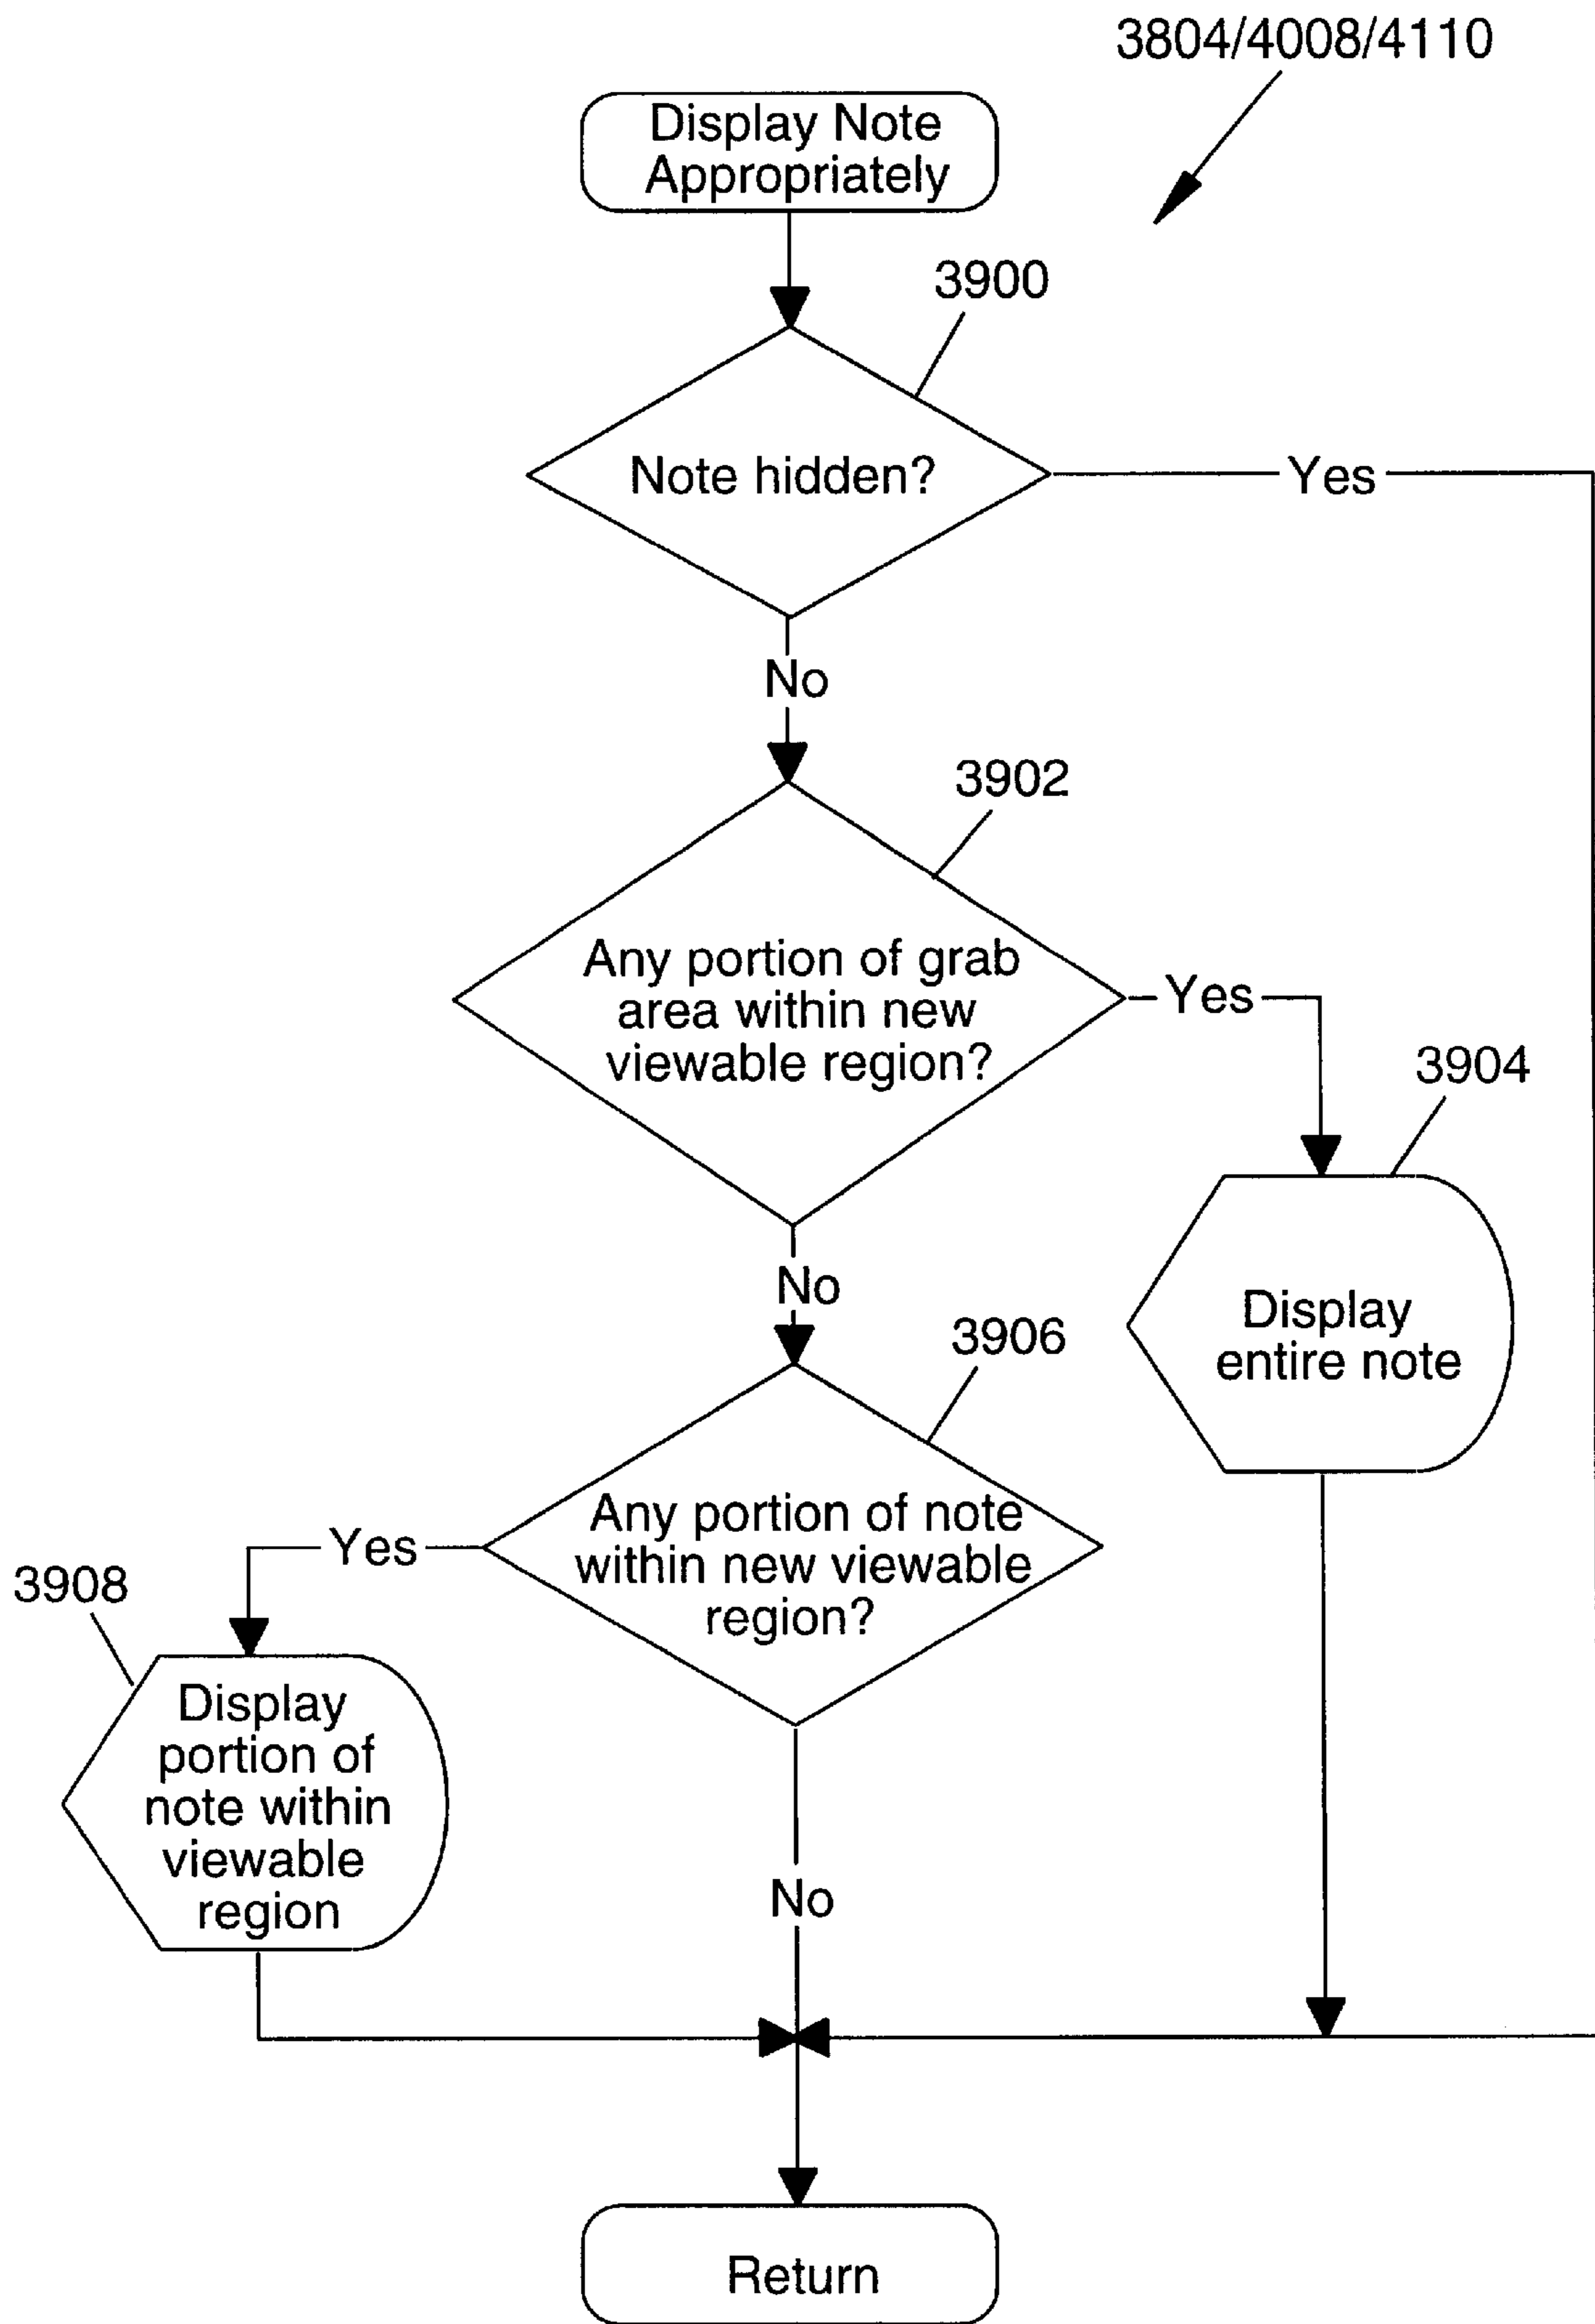 3804/4008/4110
Display Note
Appropriately
3900
Note hidden?
Yes
No
3902
Any portion of grab
area within new
viewable region?
Yes
3904
Display
entire note
No
3906
Any portion of note
within new viewable
region?
Yes
3908
Display
portion of
note within
viewable
region
No
Return